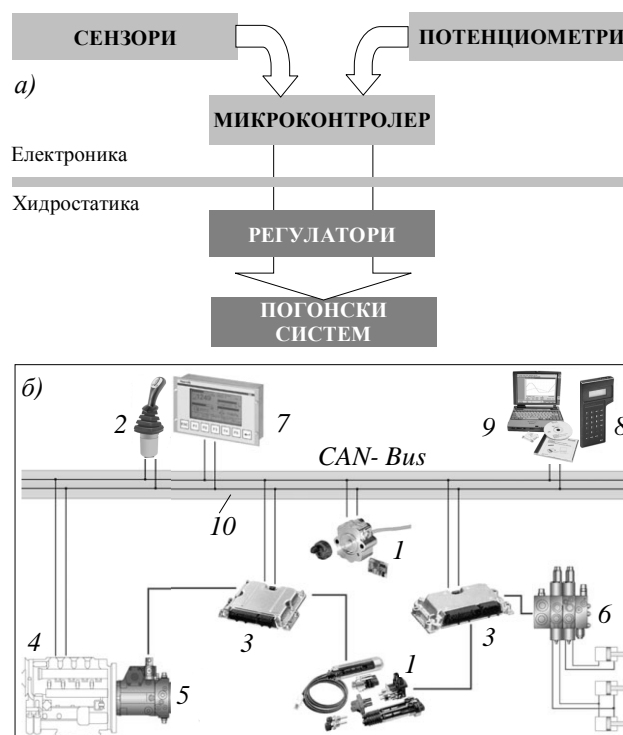 СЕНЗОРИ
ПОТЕНЦИОМЕТРИ
а)
МИКРОКОНТРОЛЕР
Електроника
Хидростатика
РЕГУЛАТОРИ
ПОГОНСКИ
СИСТЕМ
б)
2
7
9
8
CAN- Bus
10
1
4
5
3
1
3
6